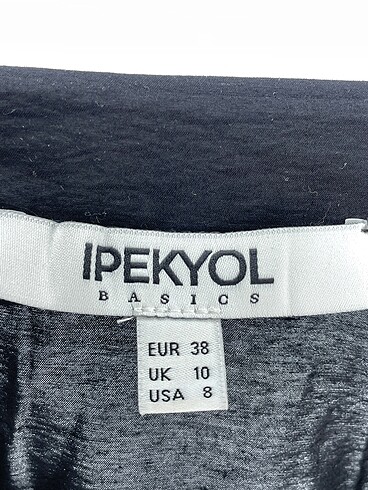 IPEKYOL
BASICS
EUR 38
UK 10
USA 8